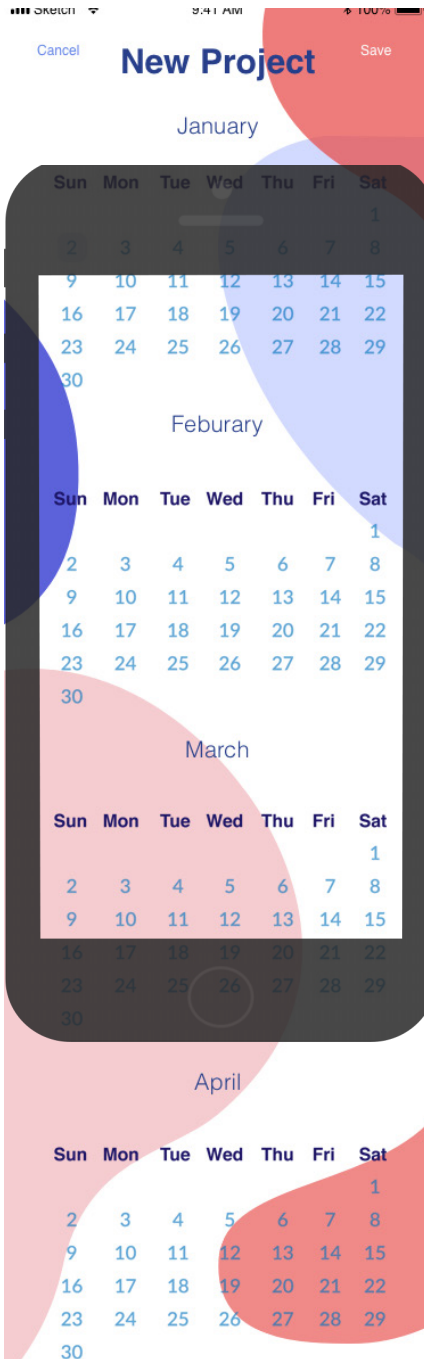 Sketch 9:41 AM 100%
Cancel New Project Save
January
Sun Mon Tue Wed Thu Fri Sat
1
2 3 4 5 6 7 8
9 10 11 12 13 14 15
16 17 18 19 20 21 22
23 24 25 26 27 28 29
30
Feburary
Sun Mon Tue Wed Thu Fri Sat
1
2 3 4 5 6 7 8
9 10 11 12 13 14 15
16 17 18 19 20 21 22
23 24 25 26 27 28 29
30
March
Sun Mon Tue Wed Thu Fri Sat
1
2 3 4 5 6 7 8
9 10 11 12 13 14 15
16 17 18 19 20 21 22
23 24 25 26 27 28 29
30
April
Sun Mon Tue Wed Thu Fri Sat
1
2 3 4 5 6 7 8
9 10 11 12 13 14 15
16 17 18 19 20 21 22
23 24 25 26 27 28 29
30